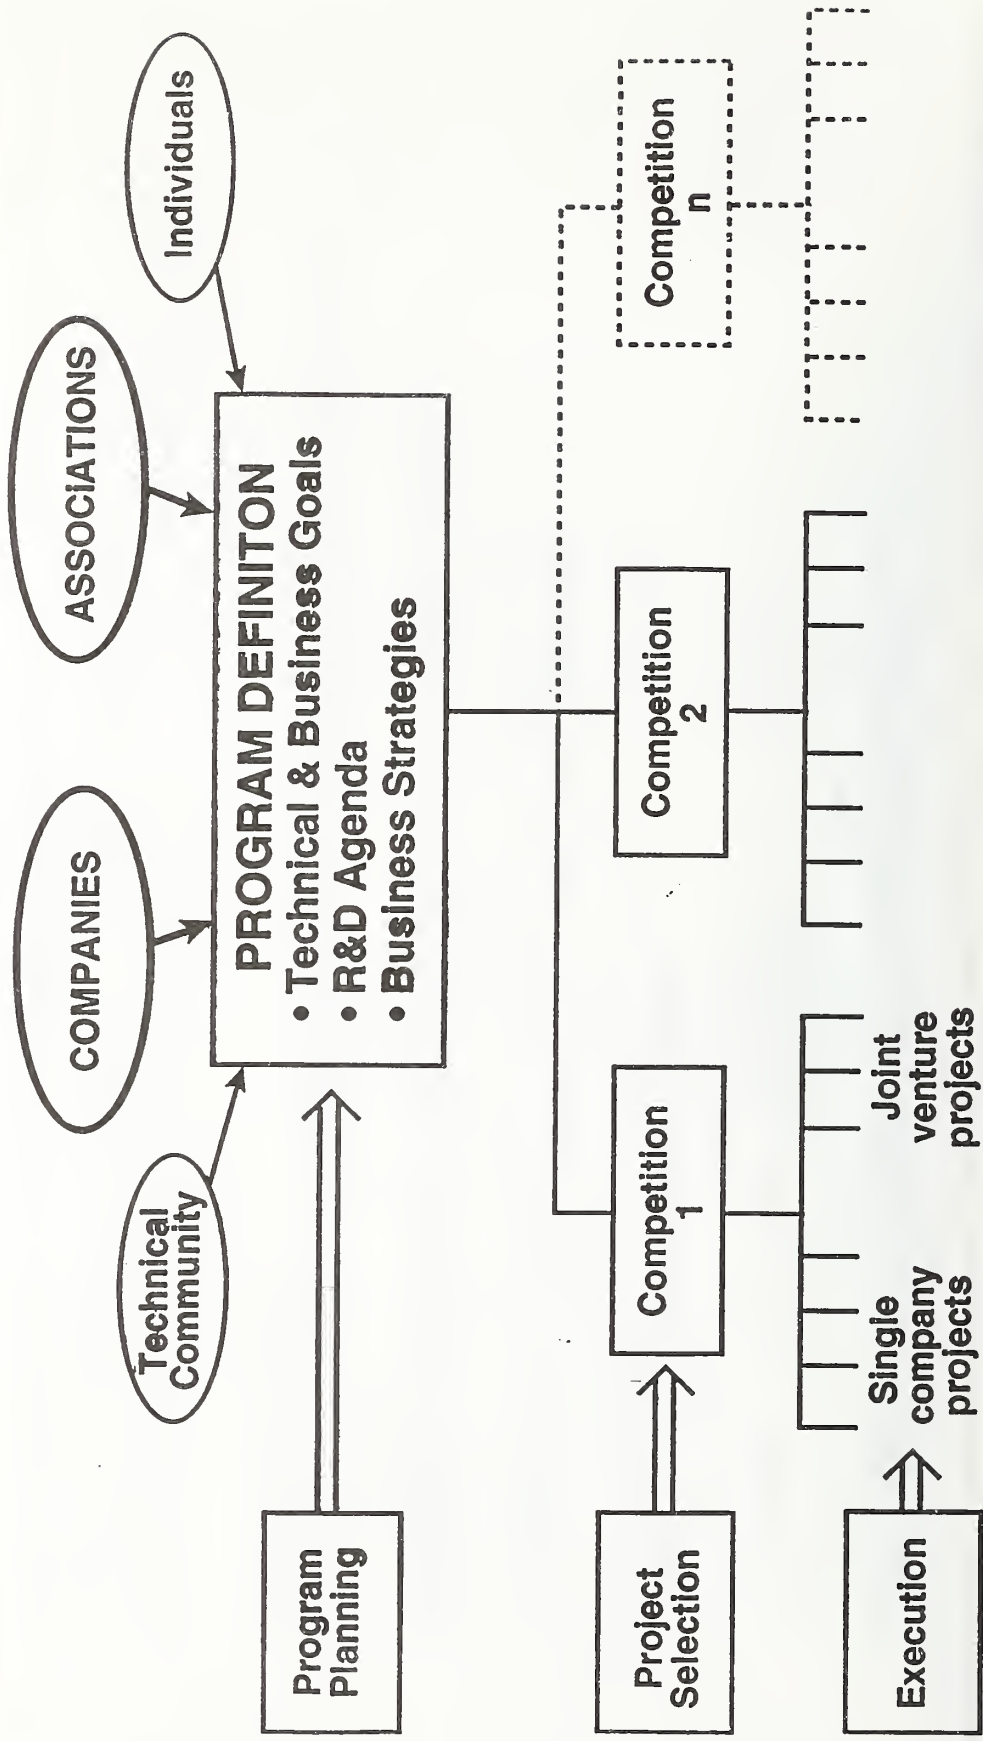 Technical
Community
COMPANIES
ASSOCIATIONS
Individuals
Program
Planning
PROGRAM DEFINITON
• Technical & Business Goals
• R&D Agenda
• Business Strategies
Project
Selection
Competition
1
Competition
2
Competition
n
Execution
Single
company
projects
Joint
venture
projects